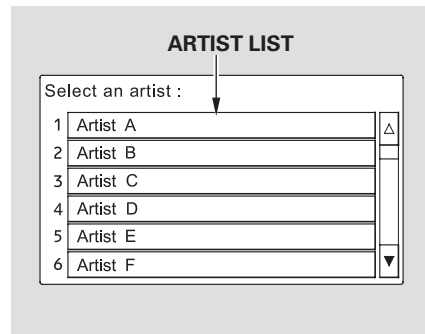 ARTIST LIST
Select an artist :
1 Artist A
2 Artist B
3 Artist C
4 Artist D
5 Artist E
6 Artist F